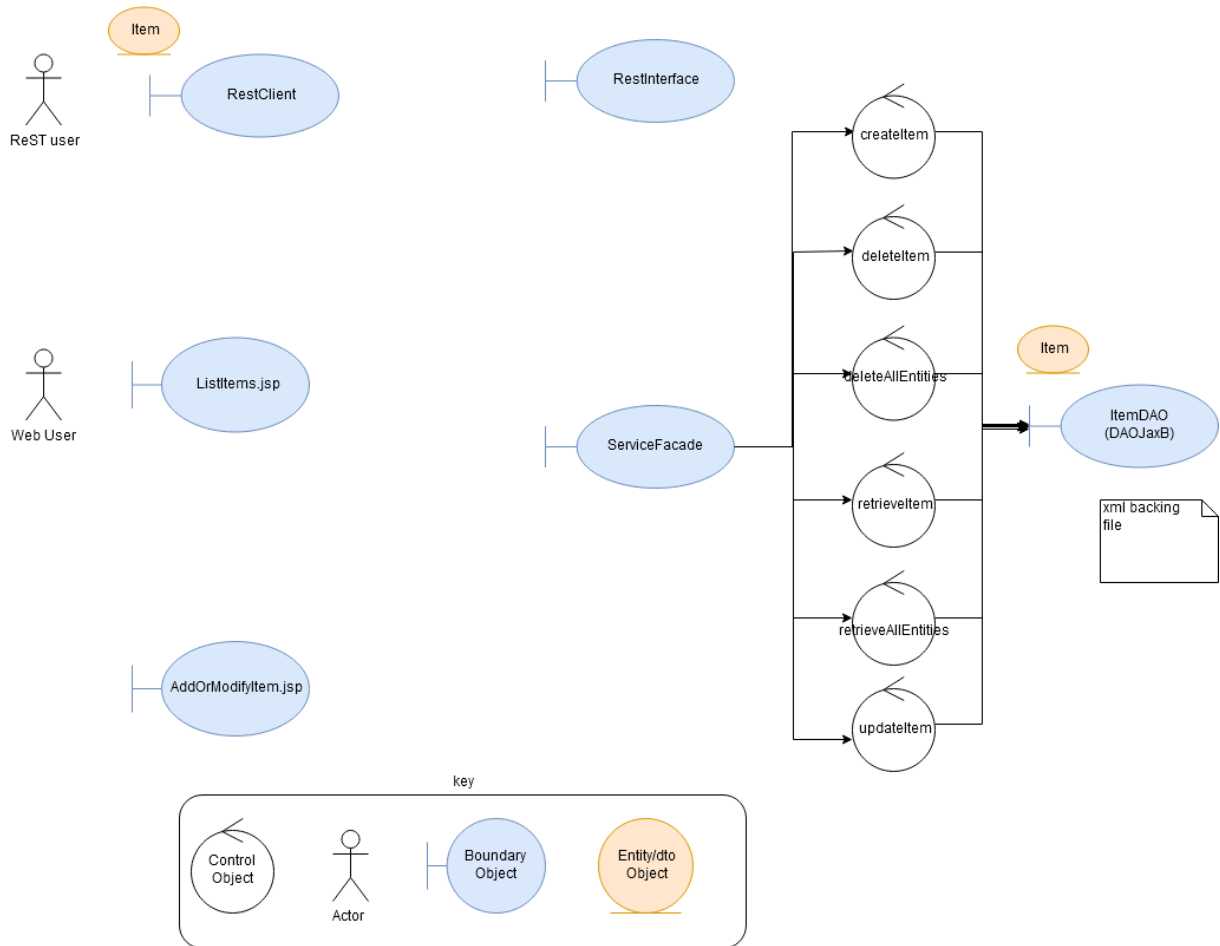 Item
ReST user
RestClient
RestInterface
createItem
deleteItem
Web User
ListItems.jsp
deleteAllEntities
Item
ItemDAO
(DAOJaxB)
ServiceFacade
retrieveItem
xml backing
file
retrieveAllEntities
AddOrModifyItem.jsp
updateItem
key
Control
Object
Actor
Boundary
Object
Entity/dto
Object